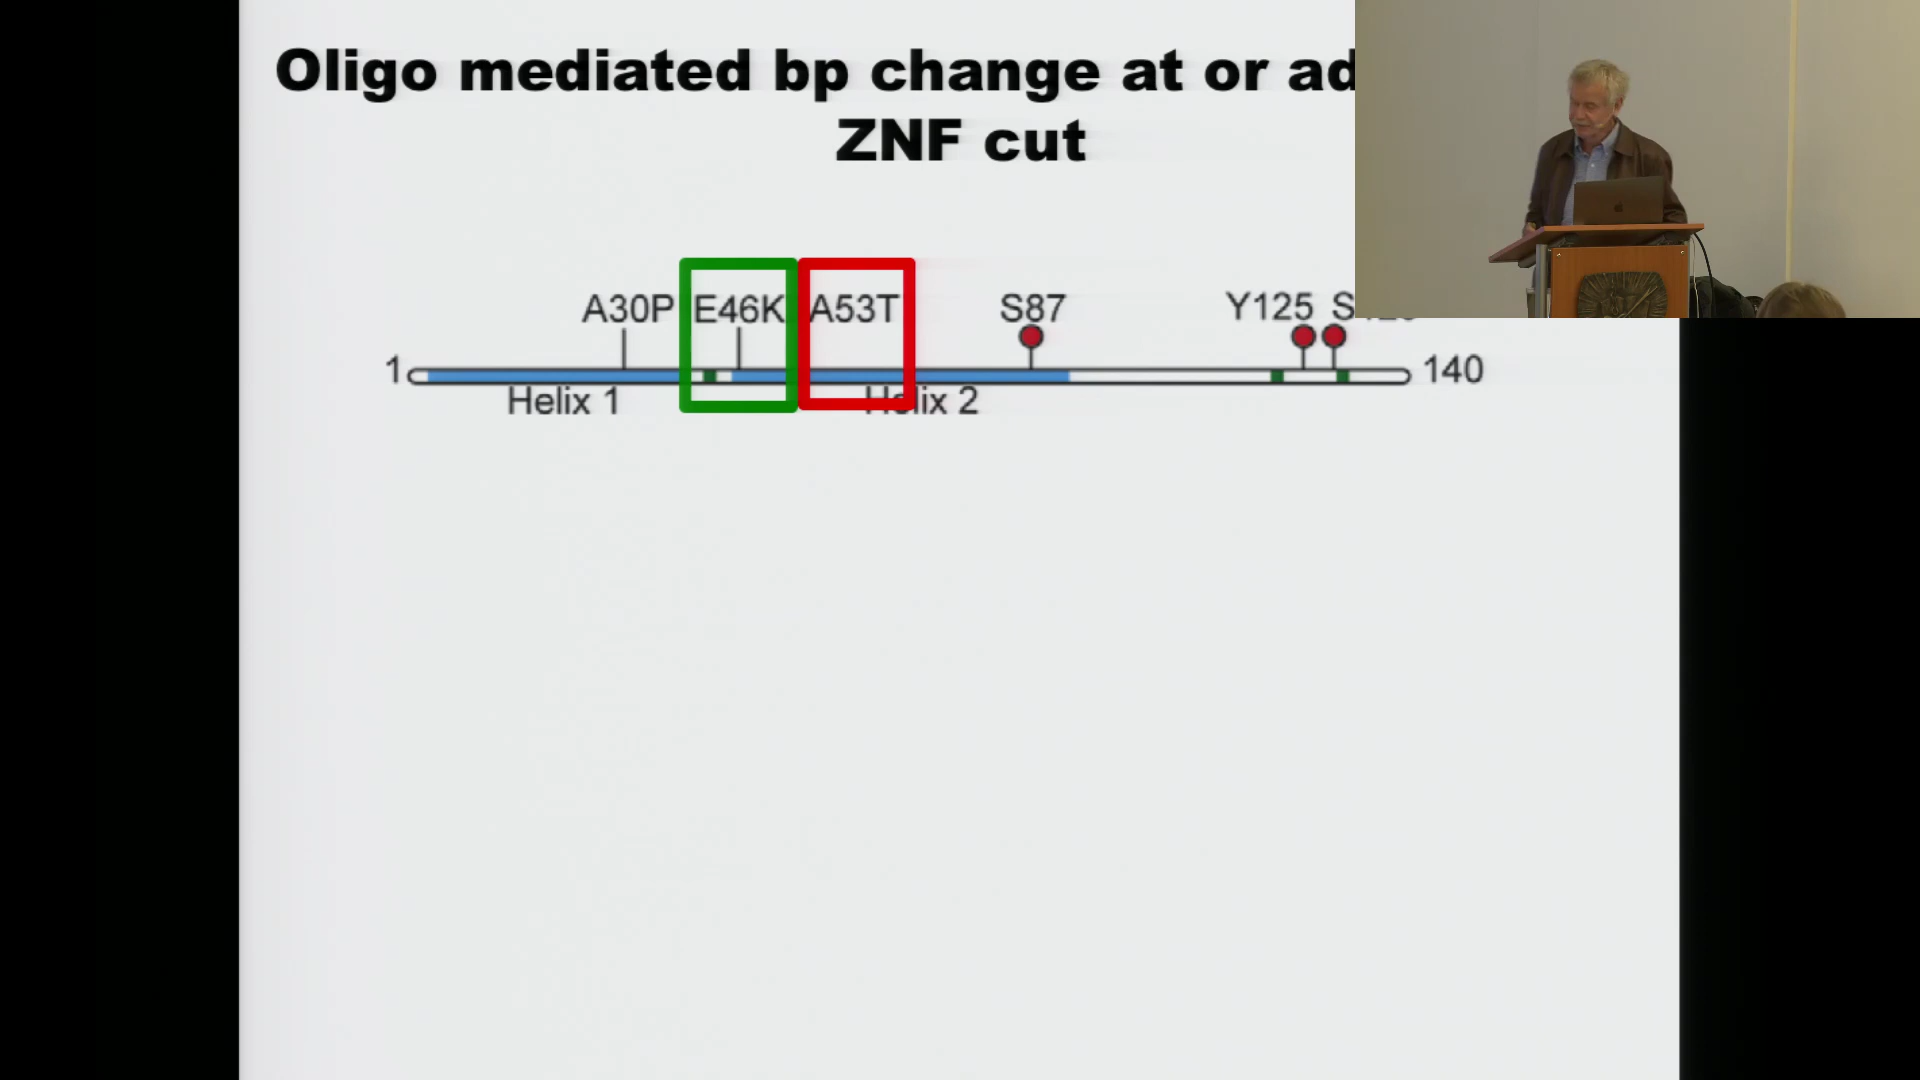 Oligo mediated bp change at or
ZNF cut
A30P E46K A53T S87 Y125
1 140
Helix 1 Helix 2